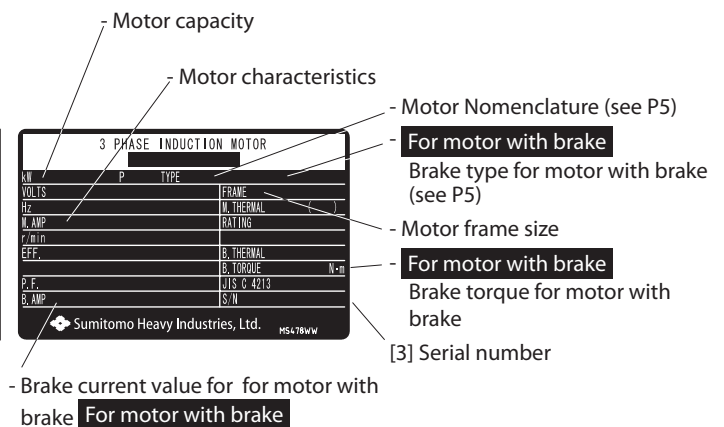 - Motor capacity
- Motor characteristics
- Motor Nomenclature (see P5)
- For motor with brake
Brake type for motor with brake
(see P5)
- Motor frame size
- For motor with brake
Brake torque for motor with
brake
[3] Serial number
- Brake current value for for motor with
brake For motor with brake
3 PHASE INDUCTION MOTOR
kW P TYPE
VOLTS FRAME
Hz M. THERMAL ( )
M. AMP RATING
r/min
EFF. B. THERMAL
B. TORQUE N·m
P.F. JIS C 4213
B. AMP S/N
Sumitomo Heavy Industries, Ltd. MS478WW